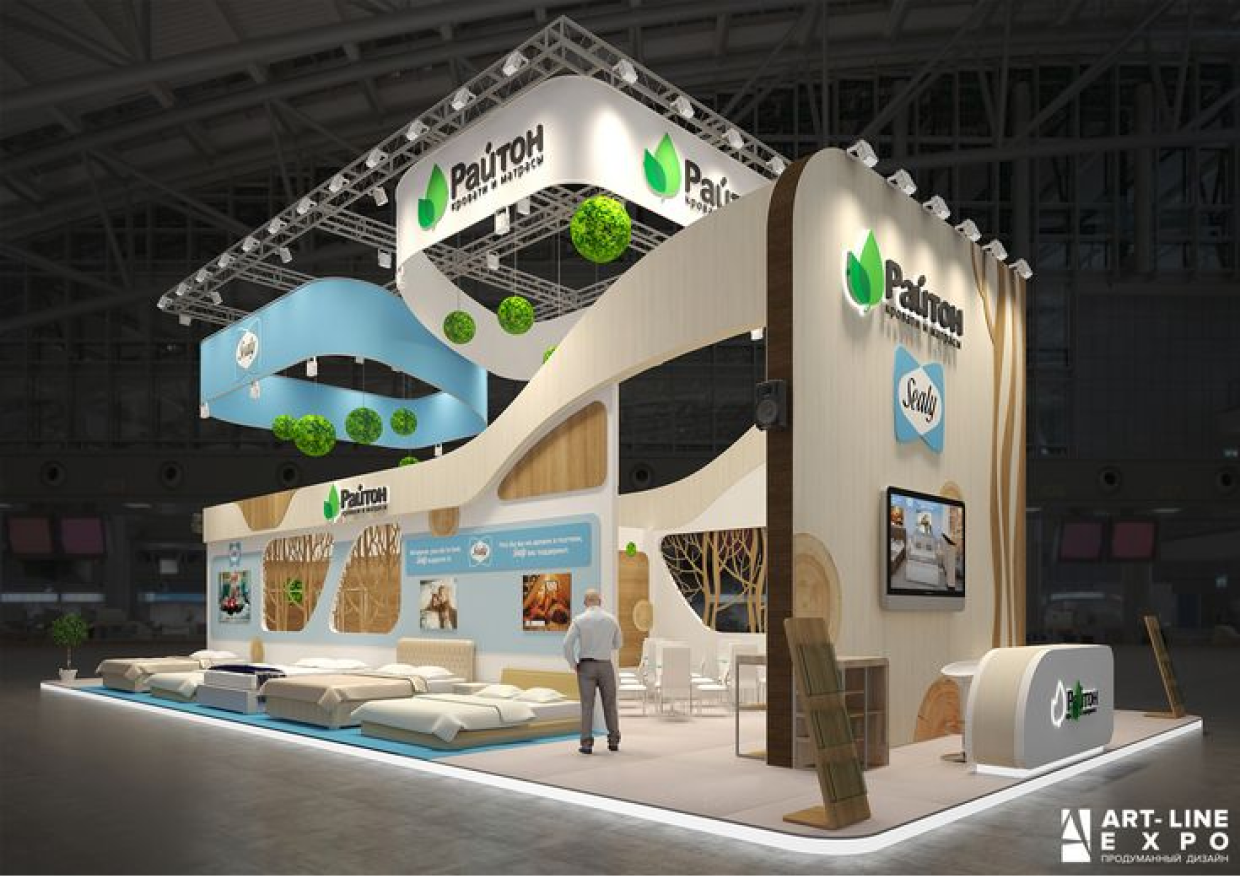 Райтон
кровати и матрасы
Райтон
Sealy
Райтон
кровати и матрасы
Sealy
Райтон
кровати и матрасы
Sealy
Sealy
Райтон
ART-LINE
EXPO
ПРОДУМАННЫЙ ДИЗАЙН